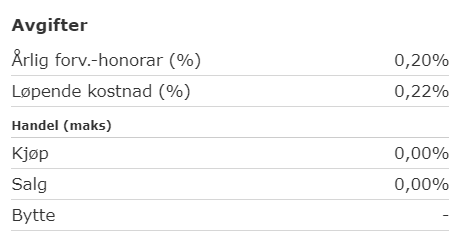 Avgifter
Årlig forv.-honorar (%) 0,20%
Løpende kostnad (%) 0,22%
Handel (maks)
Kjøp 0,00%
Salg 0,00%
Bytte -